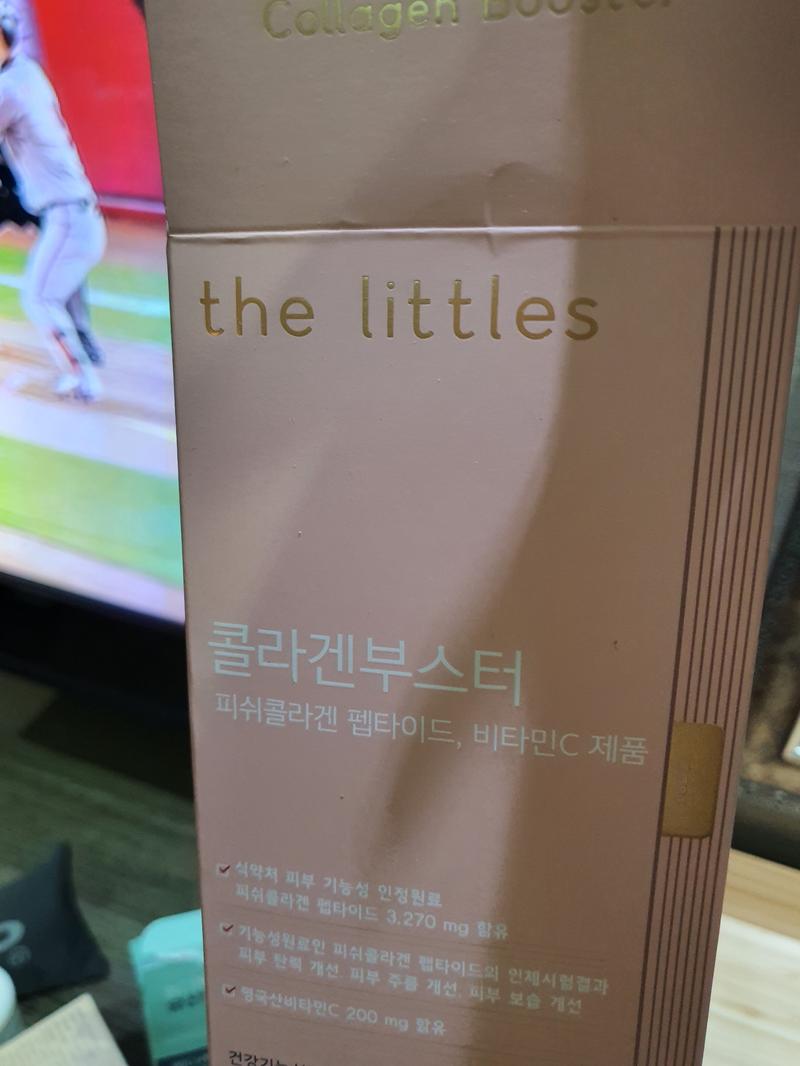 Collagen Booster
the littles
콜라겐부스터
피쉬콜라겐 펩타이드, 비타민C 제품
식약처 피부 기능성 인정원료
피쉬콜라겐 펩타이드 3,270 mg 함유
기능성원료인 피쉬콜라겐 펩타이드의 인체시험결과
피부 탄력 개선, 피부 주름 개선, 피부 보습 개선
영국산비타민C 200 mg 함유